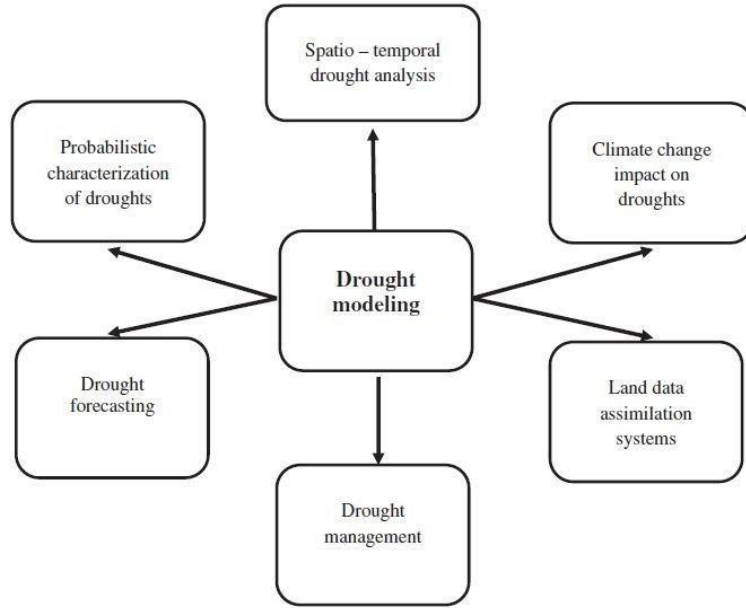 Spatio – temporal
drought analysis
Probabilistic
characterization
of droughts
Climate change
impact on
droughts
Drought
modeling
Drought
forecasting
Land data
assimilation
systems
Drought
management